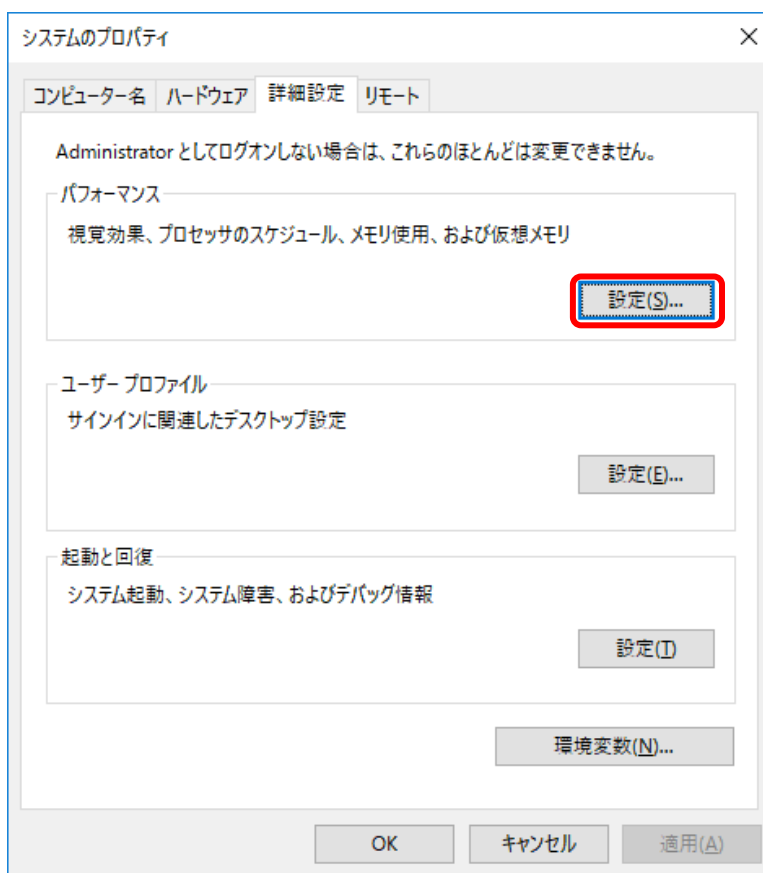 システムのプロパティ
コンピューター名 ハードウェア 詳細設定 リモート
Administrator としてログオンしない場合は、これらのほとんどは変更できません。
パフォーマンス
視覚効果、プロセッサのスケジュール、メモリ使用、および仮想メモリ
設定(S)...
ユーザー プロファイル
サインインに関連したデスクトップ設定
設定(E)...
起動と回復
システム起動、システム障害、およびデバッグ情報
設定(T)
環境変数(N)...
OK キャンセル 適用(A)